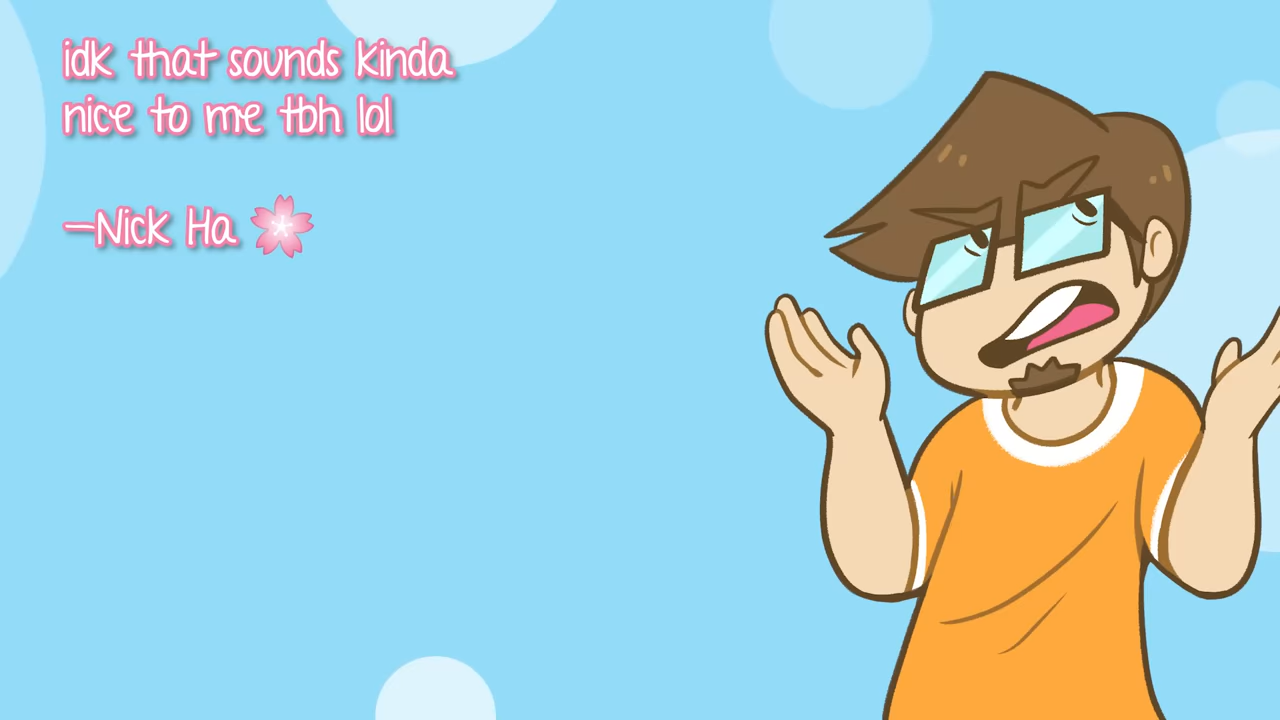 idk that sounds kinda
nice to me tbh lol
—Nick Ha 🌸